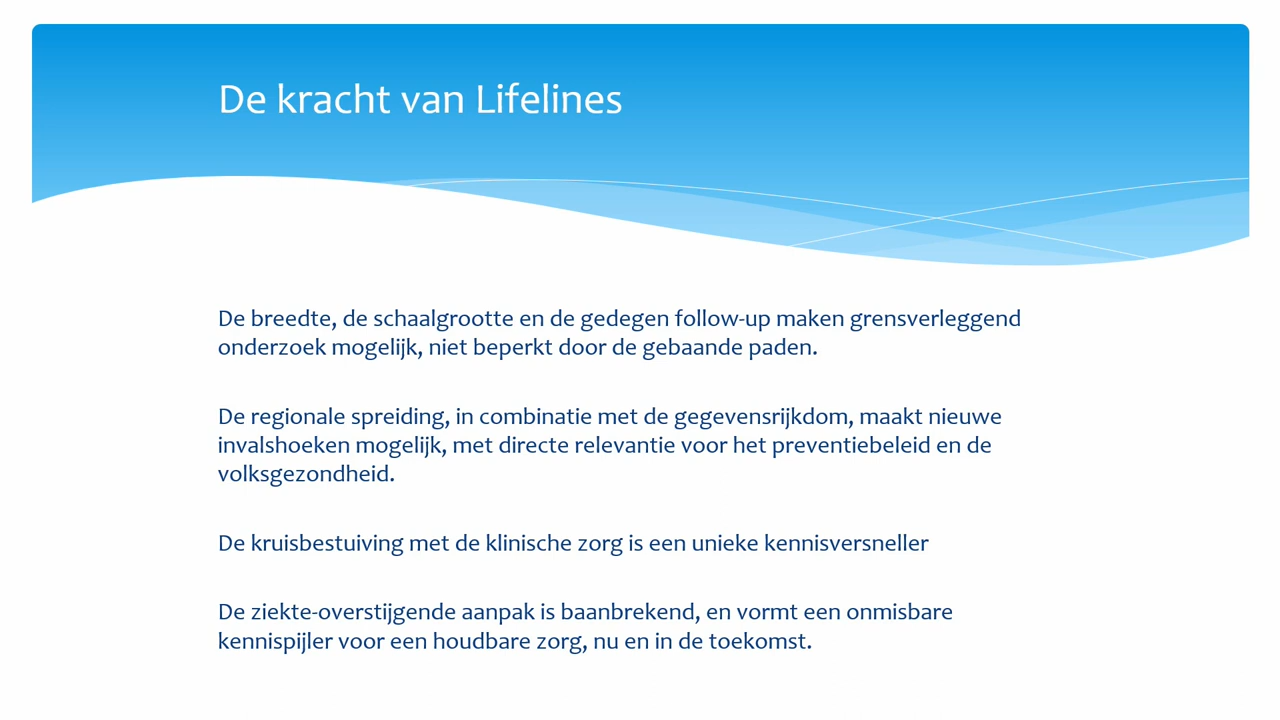 De kracht van Lifelines
De breedte, de schaalgrootte en de gedegen follow-up maken grensverleggend
onderzoek mogelijk, niet beperkt door de gebaande paden.
De regionale spreiding, in combinatie met de gegevensrijkdom, maakt nieuwe
invalshoeken mogelijk, met directe relevantie voor het preventiebeleid en de
volksgezondheid.
De kruisbestuiving met de klinische zorg is een unieke kennisversneller
De ziekte-overstijgende aanpak is baanbrekend, en vormt een onmisbare
kennispijler voor een houdbare zorg, nu en in de toekomst.